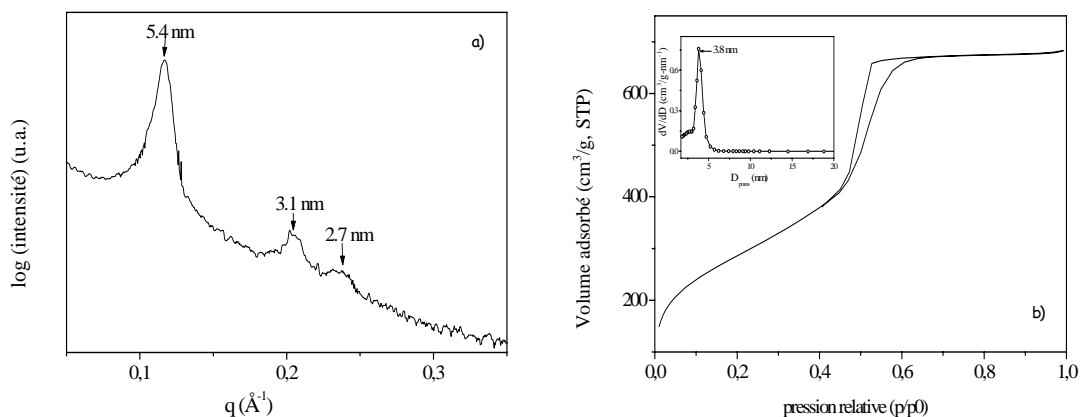 5.4 nm
a)
3.1 nm
2.7 nm
log (intensité) (u.a.)
0,1
0,2
0,3
q (Å-1)
3.8 nm
dV/dD (cm3/g-nm-1)
0,6
0,3
0,0
5
10
15
20
D pores (nm)
Volume adsorbé (cm3/g, STP)
600
400
200
b)
0,0
0,2
0,4
0,6
0,8
1,0
pression relative (p/p0)